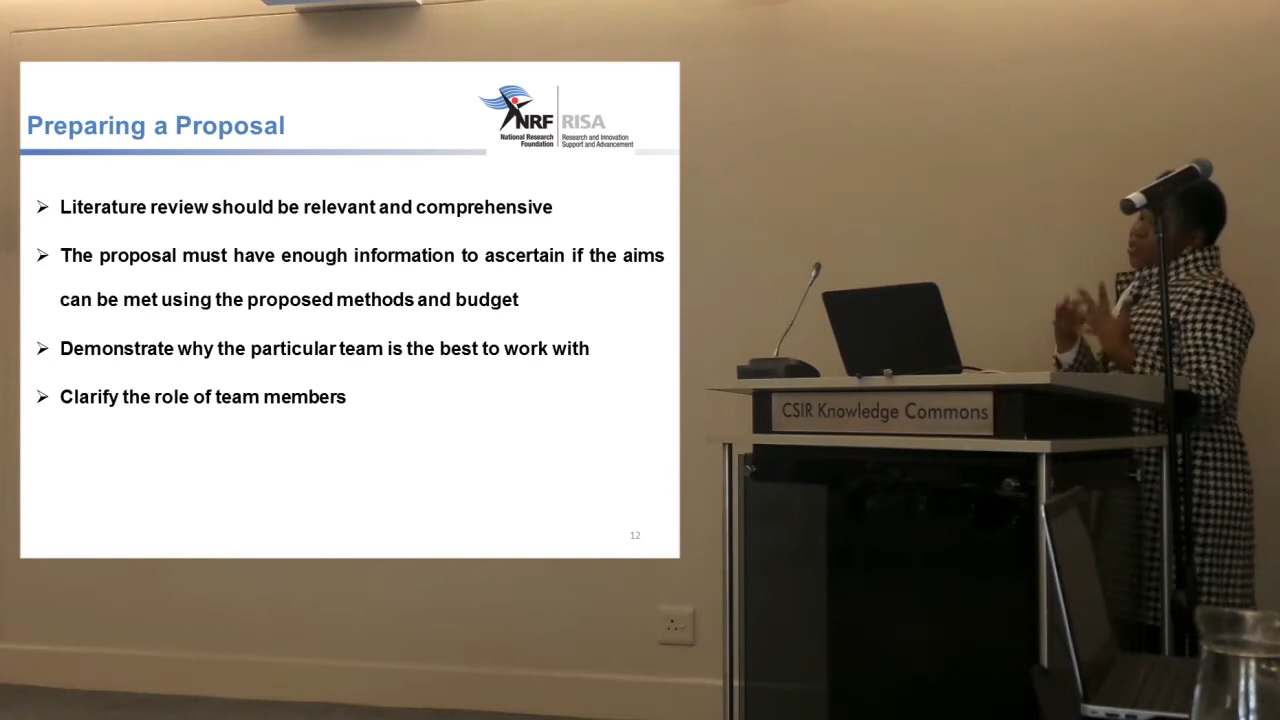 Preparing a Proposal
NRF
National Research
Foundation
RISA
Research and Innovation
Support and Advancement
Literature review should be relevant and comprehensive
The proposal must have enough information to ascertain if the aims
can be met using the proposed methods and budget
Demonstrate why the particular team is the best to work with
Clarify the role of team members
12
CSIR Knowledge Commons